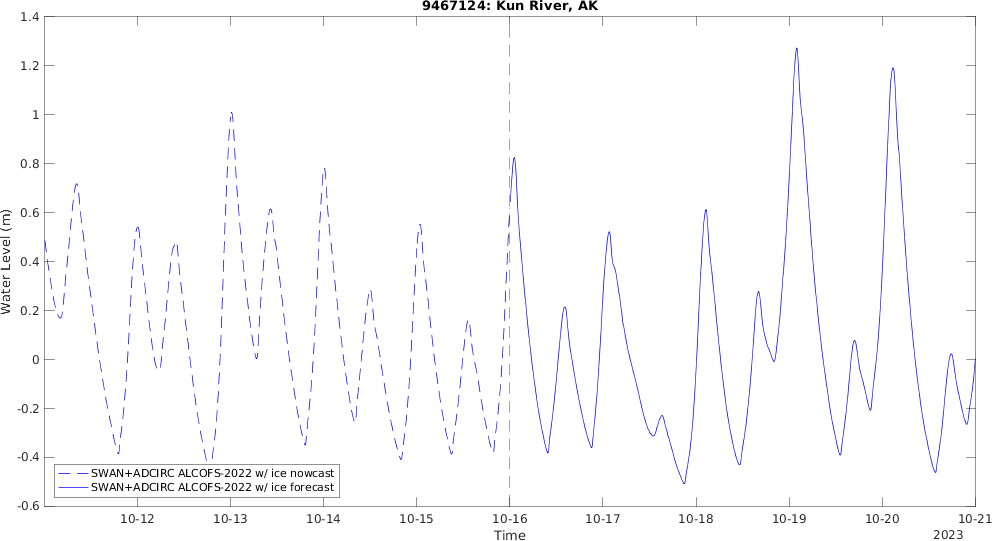 9467124: Kun River, AK
1.4
1.2
1
0.8
0.6
0.4
0.2
0
-0.2
-0.4
-0.6
Water Level (m)
SWAN+ADCIRC ALCOFS-2022 w/ ice nowcast
SWAN+ADCIRC ALCOFS-2022 w/ ice forecast
10-12 10-13 10-14 10-15 10-16 10-17 10-18 10-19 10-20 10-21
Time
2023